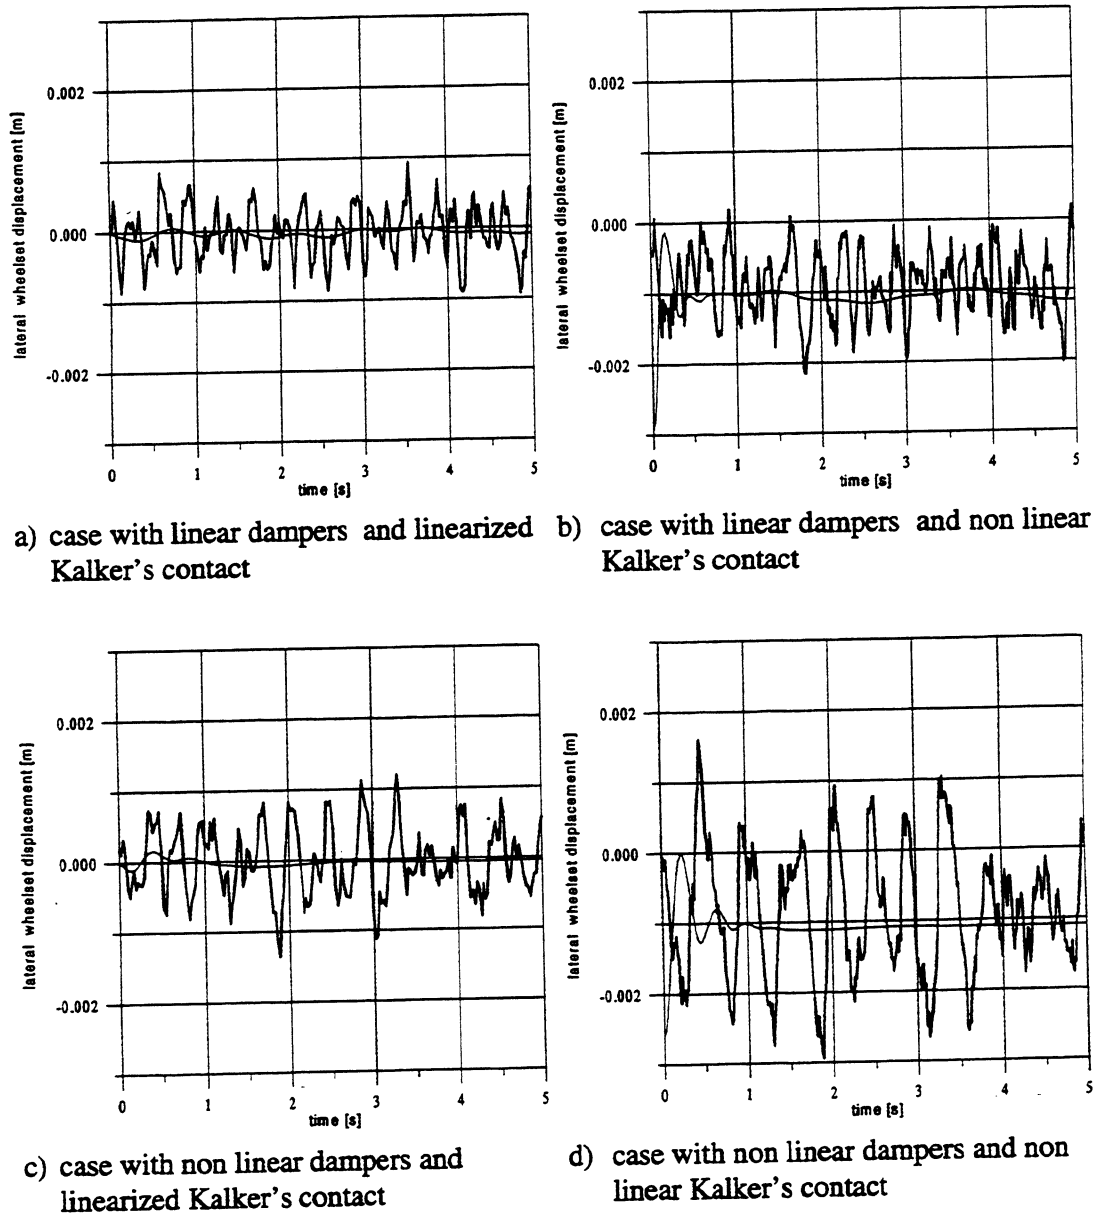 lateral wheelset displacement [m]
0.002
0.000
-0.002
0 1 2 3 4 5
time [s]
a) case with linear dampers and linearized
Kalker's contact
lateral wheelset displacement [m]
0.002
0.000
-0.002
0 1 2 3 4 5
time [s]
b) case with linear dampers and non linear
Kalker's contact
lateral wheelset displacement [m]
0.002
0.000
-0.002
0 1 2 3 4 5
time [s]
c) case with non linear dampers and
linearized Kalker's contact
lateral wheelset displacement [m]
0.002
0.000
-0.002
0 1 2 3 4 5
time [s]
d) case with non linear dampers and non
linear Kalker's contact